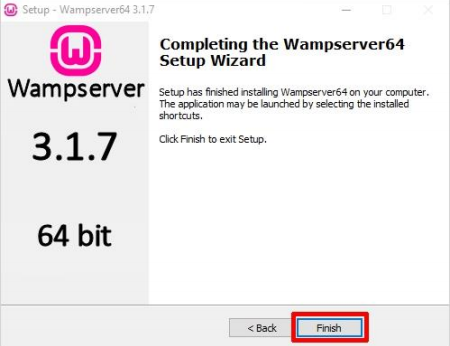 Setup - Wampserver64 3.1.7
Wampserver
3.1.7
64 bit
Completing the Wampserver64
Setup Wizard
Setup has finished installing Wampserver64 on your computer.
The application may be launched by selecting the installed
shortcuts.
Click Finish to exit Setup.
< Back
Finish